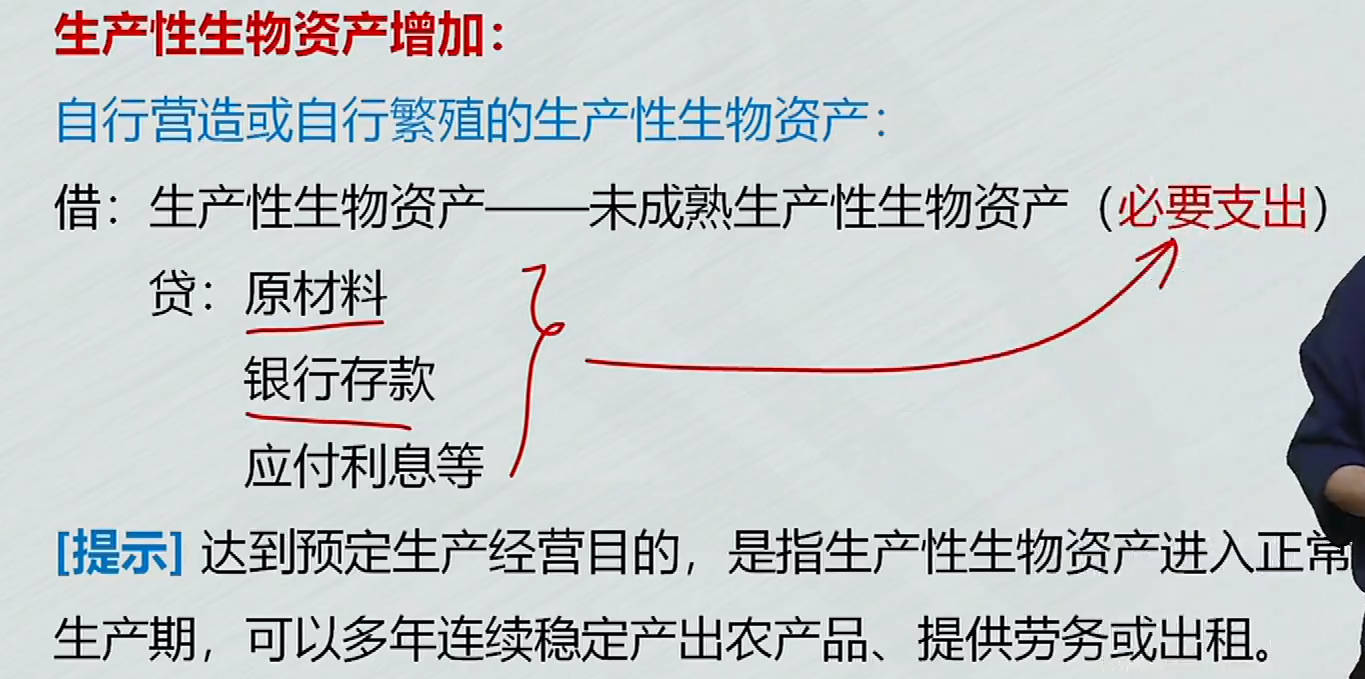 生产性生物资产增加：
自行营造或自行繁殖的生产性生物资产：
借：生产性生物资产——未成熟生产性生物资产（必要支出）
贷：原材料
银行存款
应付利息等
[提示] 达到预定生产经营目的，是指生产性生物资产进入正常
生产期，可以多年连续稳定产出农产品、提供劳务或出租。